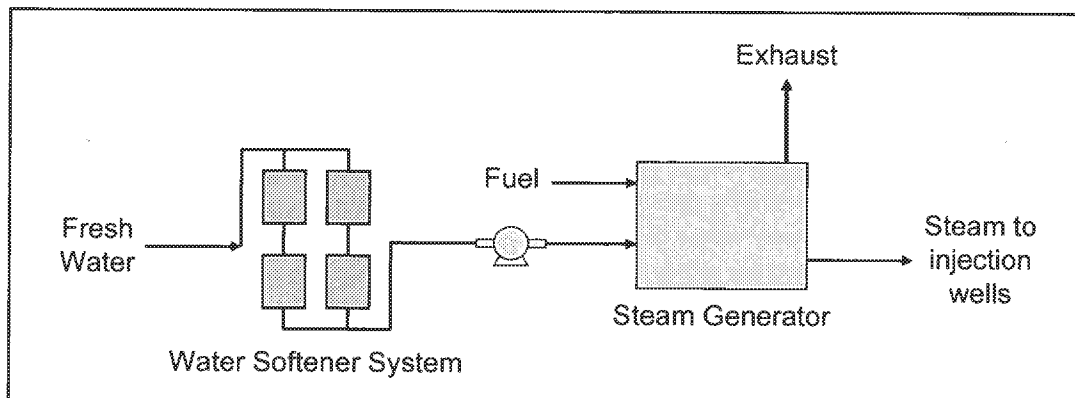 Exhaust
Fuel
Fresh
Water
Steam to
injection
wells
Steam Generator
Water Softener System